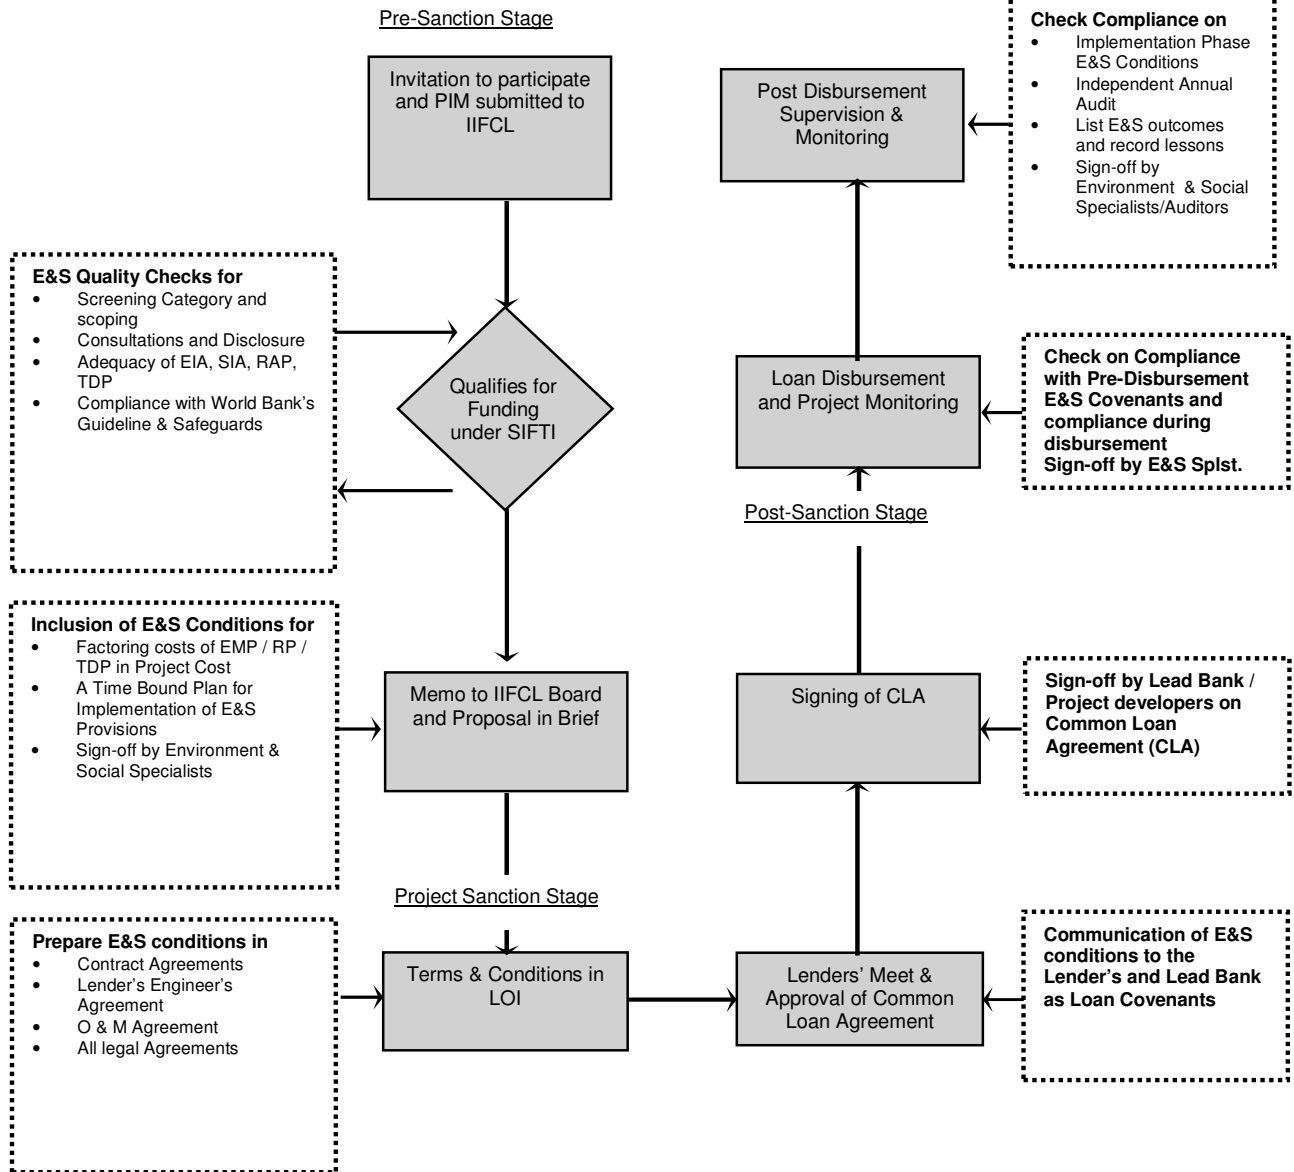 Pre-Sanction Stage
Invitation to participate
and PIM submitted to
IIFCL
E&S Quality Checks for
• Screening Category and
scoping
• Consultations and Disclosure
• Adequacy of EIA, SIA, RAP,
TDP
• Compliance with World Bank's
Guideline & Safeguards
Qualifies for
Funding
under SIFTI
Inclusion of E&S Conditions for
• Factoring costs of EMP / RP /
TDP in Project Cost
• A Time Bound Plan for
Implementation of E&S
Provisions
• Sign-off by Environment &
Social Specialists
Memo to IIFCL Board
and Proposal in Brief
Project Sanction Stage
Prepare E&S conditions in
• Contract Agreements
• Lender's Engineer's
Agreement
• O & M Agreement
• All legal Agreements
Terms & Conditions in
LOI
Lenders' Meet &
Approval of Common
Loan Agreement
Communication of E&S
conditions to the
Lender's and Lead Bank
as Loan Covenants
Signing of CLA
Sign-off by Lead Bank /
Project developers on
Common Loan
Agreement (CLA)
Post-Sanction Stage
Loan Disbursement
and Project Monitoring
Check on Compliance
with Pre-Disbursement
E&S Covenants and
compliance during
disbursement
Sign-off by E&S Splst.
Post Disbursement
Supervision &
Monitoring
Check Compliance on
• Implementation Phase
E&S Conditions
• Independent Annual
Audit
• List E&S outcomes
and record lessons
• Sign-off by
Environment & Social
Specialists/Auditors